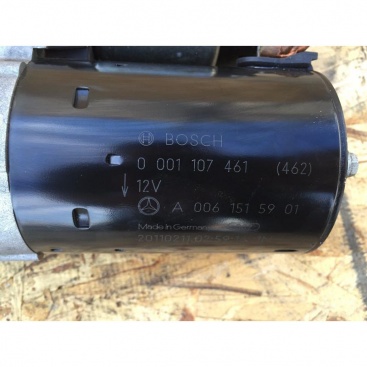 BOSCH
0 001 107 461 (462)
↓ 12V
A 006 151 59 01
Made in Germany